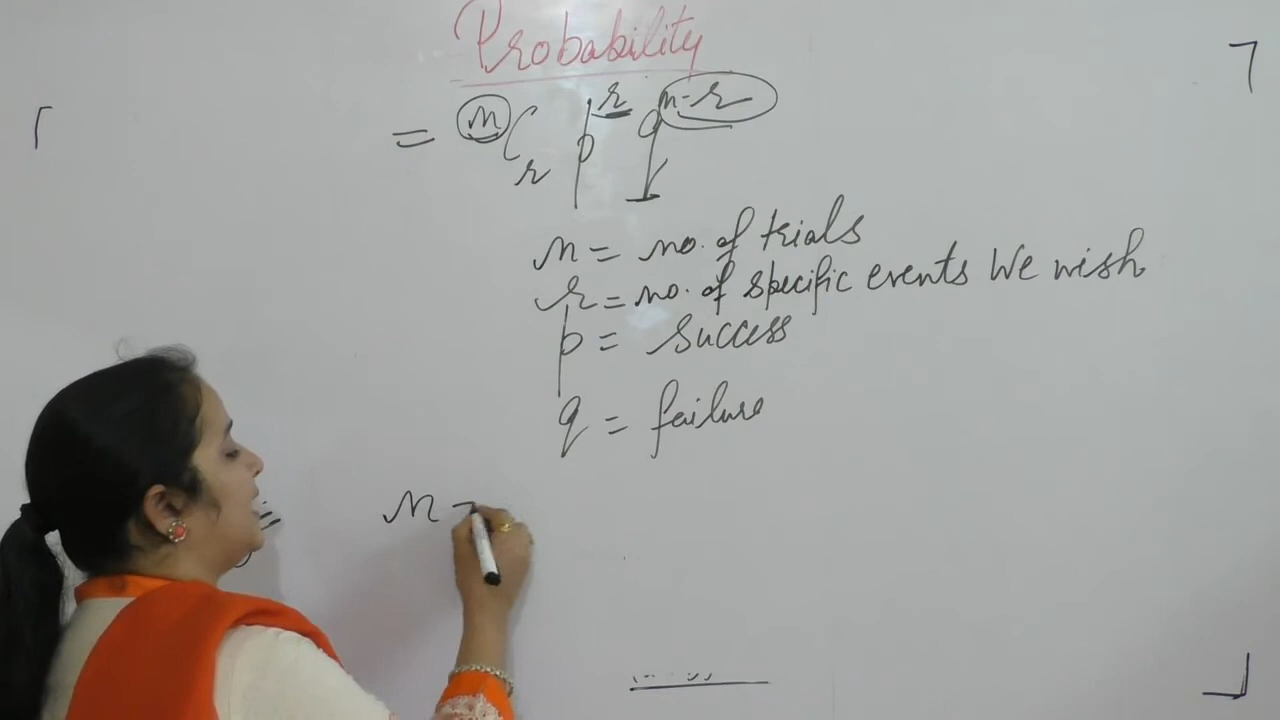 Probability
= nCr p^r q^n-r
n = no. of trials
r = no. of specific events We wish
p = success
q = failure
n =